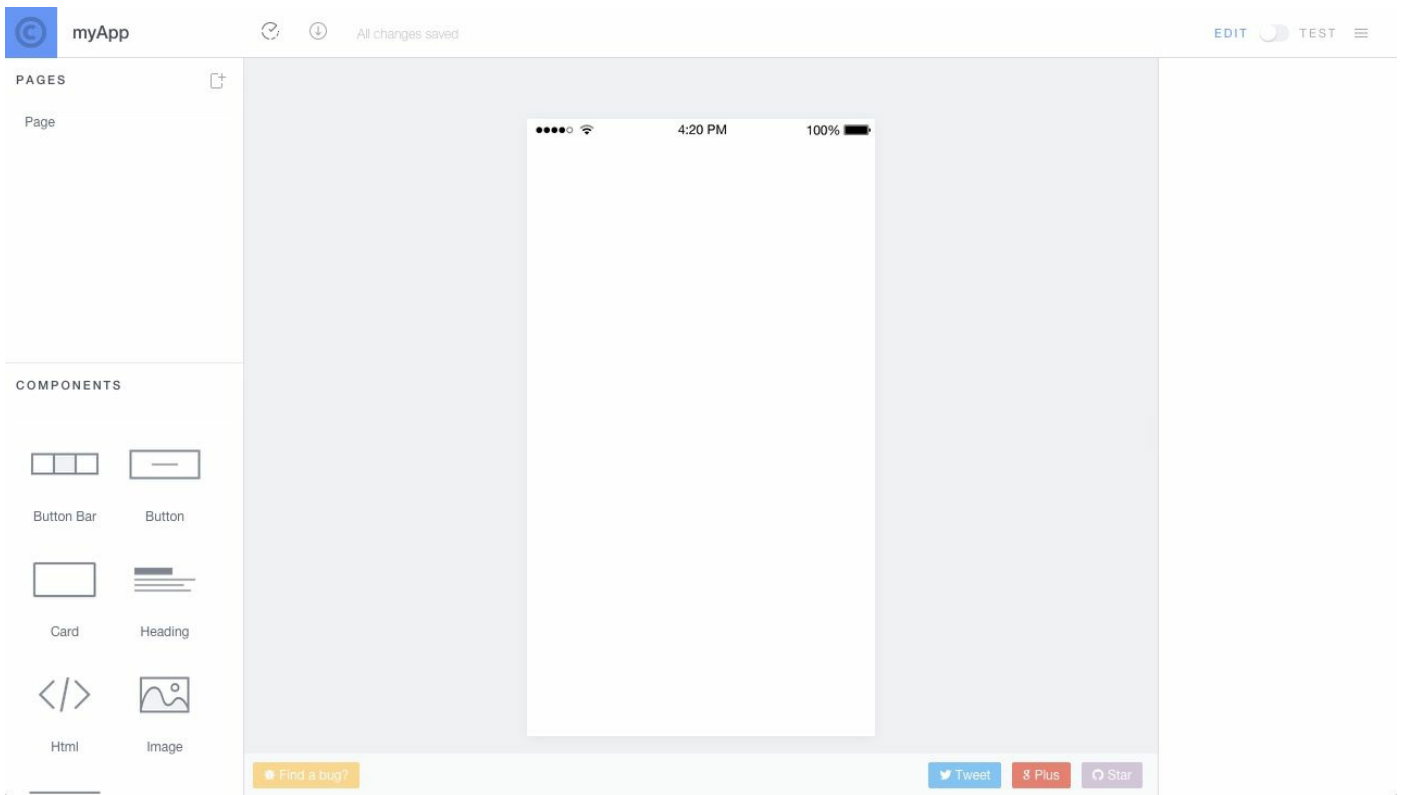 myApp
All changes saved
EDIT TEST
PAGES
Page
4:20 PM 100%
COMPONENTS
Button Bar Button
Card Heading
Html Image
Find a bug?
Tweet 8 Plus Star